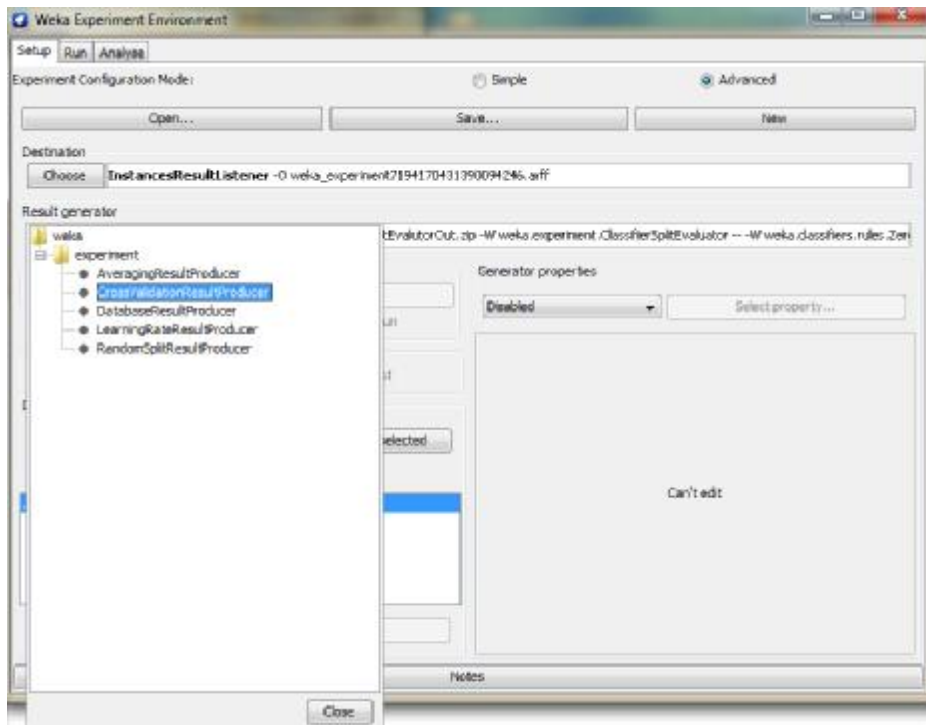 Weka Experiment Environment
Setup Run Analyse
Experiment Configuration Mode: Simple Advanced
Open... Save... New
Destination
Choose InstancesResultListener -O weka_experiment7194170431390094246.arff
Result generator
weka
tEvalutorOut.zip -W weka.experiment.ClassifierSplitEvaluator -- -W weka.classifiers.rules.Zer
experiment
AveragingResultProducer
Generator properties
CrossValidationResultProducer
DatabaseResultProducer
Disabled Select property...
LearningRateResultProducer
RandomSplitResultProducer
selected
Can't edit
Notes
Close